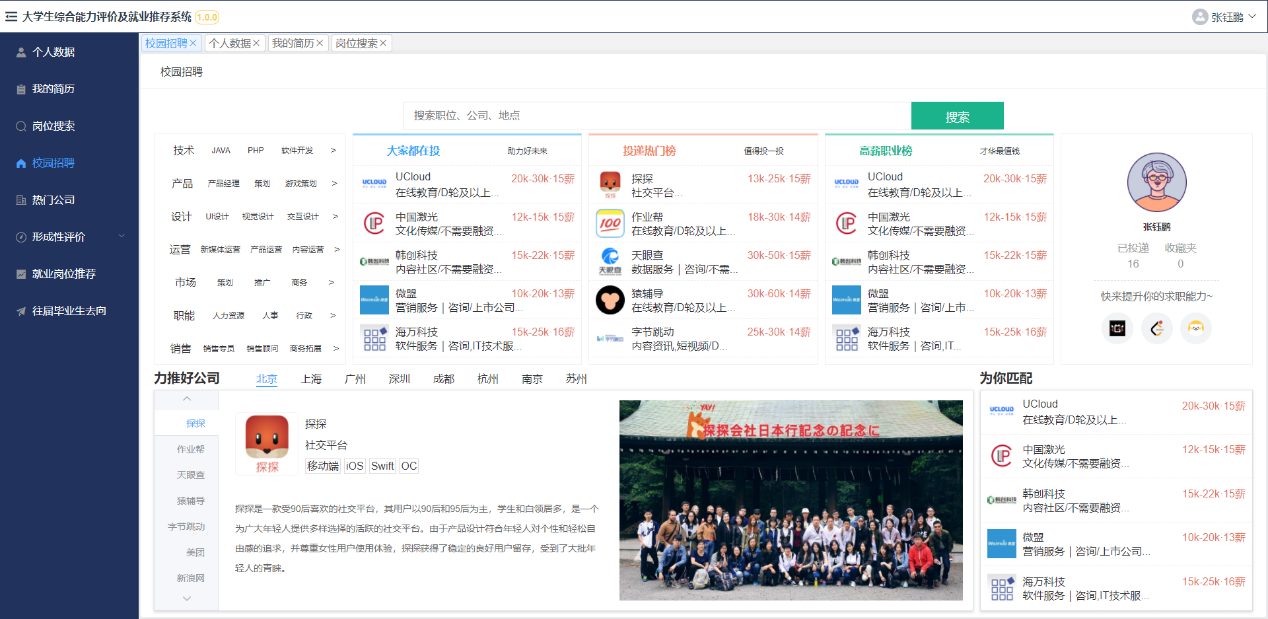 大学生综合能力评价及就业推荐系统 1.0.0
张钰鹏
个人数据
我的简历
岗位搜索
校园招聘
热门公司
形成性评价
就业岗位推荐
往届毕业生去向
校园招聘× 个人数据× 我的简历× 岗位搜索×
校园招聘
搜索职位、公司、地点 搜索
技术 JAVA PHP 软件开发 >
产品 产品经理 策划 游戏策划 >
设计 UI设计 视觉设计 交互设计 >
运营 新媒体运营 产品运营 内容运营 >
市场 策划 推广 商务 >
职能 人力资源 人事 行政 >
销售 销售专员 销售顾问 商务拓展 >
大家都在投 助力好未来
UCloud 20k-30k·15薪
在线教育/D轮及以上...
中国激光 12k-15k·15薪
文化传媒/不需要融资...
韩创科技 15k-22k·15薪
内容社区/不需要融资...
微盟 10k-20k·13薪
营销服务｜咨询/上市公司...
海万科技 15k-25k·16薪
软件服务｜咨询,IT技术服...
投递热门榜 值得投一投
探探 13k-25k·15薪
社交平台...
作业帮 18k-30k·14薪
在线教育/D轮及以上...
天眼查 30k-50k·15薪
数据服务｜咨询/不需...
猿辅导 30k-60k·14薪
在线教育/D轮及以上...
字节跳动 25k-30k·14薪
内容资讯,短视频/D...
高薪职业榜 才华最值钱
UCloud 20k-30k·15薪
在线教育/D轮及以上...
中国激光 12k-15k·15薪
文化传媒/不需要融资...
韩创科技 15k-22k·15薪
内容社区/不需要融资...
微盟 10k-20k·13薪
营销服务｜咨询/上市...
海万科技 15k-25k·16薪
软件服务｜咨询,IT...
张钰鹏
已投递 收藏夹
16 0
快来提升你的求职能力~
力推好公司 北京 上海 广州 深圳 成都 杭州 南京 苏州
探探
作业帮
天眼查
猿辅导
字节跳动
美团
新浪网
探探
探探
社交平台
移动端 iOS Swift OC
探探是一款受90后喜欢的社交平台，其用户以90后和95后为主，学生和白领居多，是一个
为广大年轻人提供多样选择的活跃的社交平台。由于产品设计符合年轻人对个性和轻松自
由感的追求，并尊重女性用户使用体验，探探获得了稳定的良好用户留存，受到了大批年
轻人的青睐。
YAY!
探探会社日本行記念の記念に
为你匹配
UCloud 20k-30k·15薪
在线教育/D轮及以上...
中国激光 12k-15k·15薪
文化传媒/不需要融资...
韩创科技 15k-22k·15薪
内容社区/不需要融资...
微盟 10k-20k·13薪
营销服务｜咨询/上市公司...
海万科技 15k-25k·16薪
软件服务｜咨询,IT技术服...